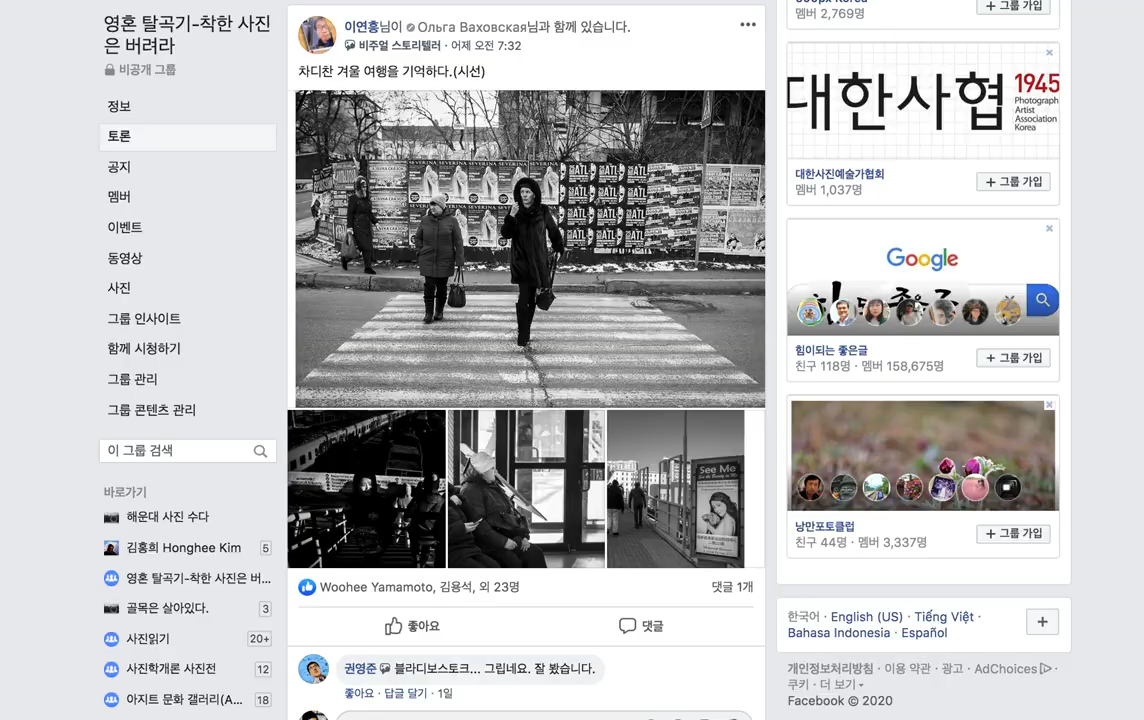 영혼 탈곡기-착한 사진
은 버려라
비공개 그룹
정보
토론
공지
멤버
이벤트
동영상
사진
그룹 인사이트
함께 시청하기
그룹 관리
그룹 콘텐츠 관리
이 그룹 검색
바로가기
해운대 사진 수다
김홍희 Honghee Kim 5
영혼 탈곡기-착한 사진은 버...
골목은 살아있다. 3
사진읽기 20+
사진학개론 사진전 12
아지트 문화 갤러리(A... 18
이연흥님이 Ольга Ваховская님과 함께 있습니다.
비주얼 스토리텔러 · 어제 오전 7:32
차디찬 겨울 여행을 기억하다.(시선)
SEVERINA SEVERINA SEVERINA SEVERINA
See Me
Woohee Yamamoto, 김용석, 외 23명
댓글 1개
좋아요
댓글
권영준 블라디보스토크... 그립네요. 잘 봤습니다.
좋아요 · 답글 달기 · 1일
멤버 2,769명
+ 그룹 가입
대한사협
1945
Photograph
Artist
Association
Korea
대한사진예술가협회
멤버 1,037명
+ 그룹 가입
Google
힘이되는 좋은글
친구 118명 · 멤버 158,675명
+ 그룹 가입
낭만포토클럽
친구 44명 · 멤버 3,337명
+ 그룹 가입
한국어 · English (US) · Tiếng Việt ·
Bahasa Indonesia · Español
개인정보처리방침 · 이용 약관 · 광고 · AdChoices ·
쿠키 · 더 보기
Facebook © 2020